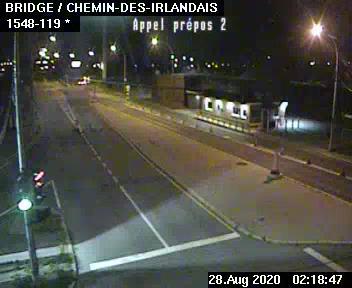 BRIDGE / CHEMIN-DES-IRLANDAIS
1548-119 *
Appel prépos 2
28.Aug 2020 02:18:47